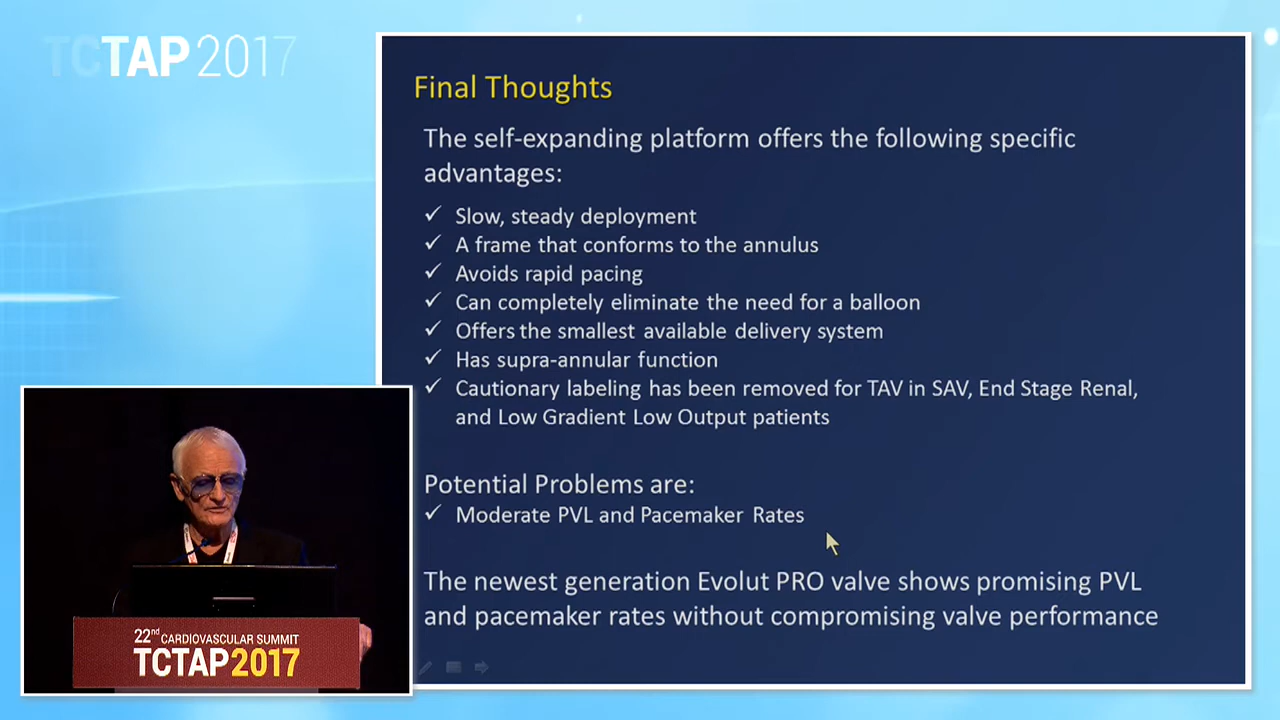 TCTAP 2017
Final Thoughts
The self-expanding platform offers the following specific
advantages:
✓ Slow, steady deployment
✓ A frame that conforms to the annulus
✓ Avoids rapid pacing
✓ Can completely eliminate the need for a balloon
✓ Offers the smallest available delivery system
✓ Has supra-annular function
✓ Cautionary labeling has been removed for TAV in SAV, End Stage Renal,
and Low Gradient Low Output patients
Potential Problems are:
✓ Moderate PVL and Pacemaker Rates
The newest generation Evolut PRO valve shows promising PVL
and pacemaker rates without compromising valve performance
22nd CARDIOVASCULAR SUMMIT
TCTAP2017